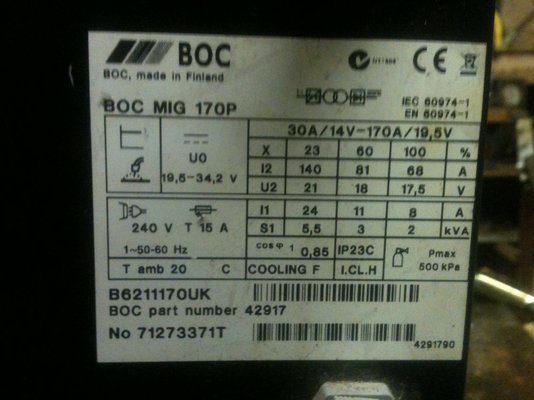 BOC
BOC, made in Finland
BOC MIG 170P
IEC 60974-1
EN 60974-1
30A/14V-170A/19,5V
U0
19,5-34,2 V
X 23 60 100 %
I2 140 81 68 A
U2 21 18 17,5 V
240 V T 15 A
1~50-60 Hz
I1 24 11 8 A
S1 5,5 3 2 kVA
cos φ 1 0,85 IP23C
Pmax
500 kPa
T amb 20 C COOLING F I.CL.H
B6211170UK
BOC part number 42917
No 71273371T
4291790